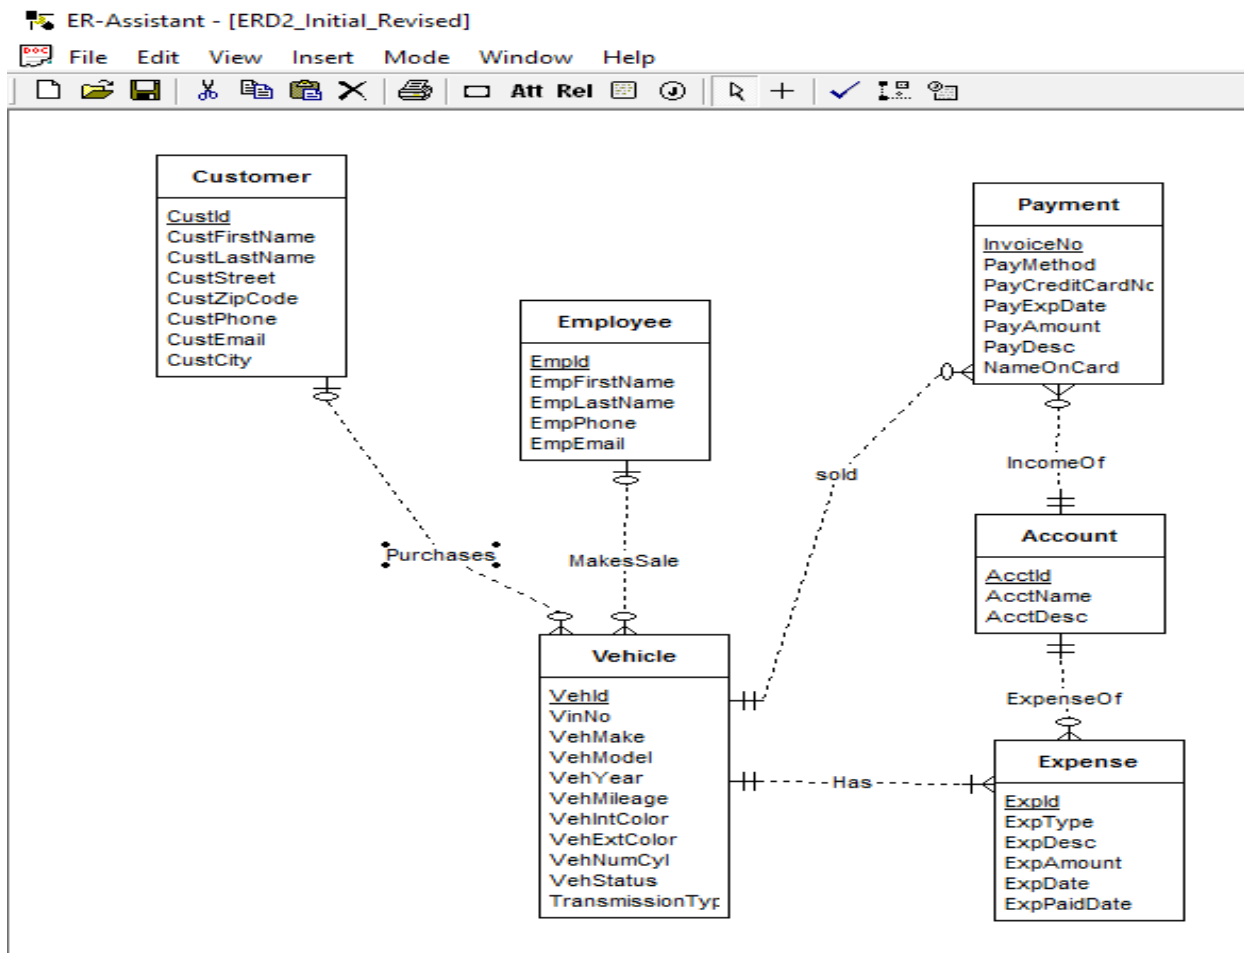 ER-Assistant - [ERD2_Initial_Revised]
DOC File Edit View Insert Mode Window Help
Att Rel
Customer
CustId
CustFirstName
CustLastName
CustStreet
CustZipCode
CustPhone
CustEmail
CustCity
Employee
EmpId
EmpFirstName
EmpLastName
EmpPhone
EmpEmail
Payment
InvoiceNo
PayMethod
PayCreditCardNo
PayExpDate
PayAmount
PayDesc
NameOnCard
sold
IncomeOf
Purchases
MakesSale
Account
AcctId
AcctName
AcctDesc
Vehicle
VehId
VinNo
VehMake
VehModel
VehYear
VehMileage
VehIntColor
VehExtColor
VehNumCyl
VehStatus
TransmissionTyp
ExpenseOf
Has
Expense
ExpId
ExpType
ExpDesc
ExpAmount
ExpDate
ExpPaidDate